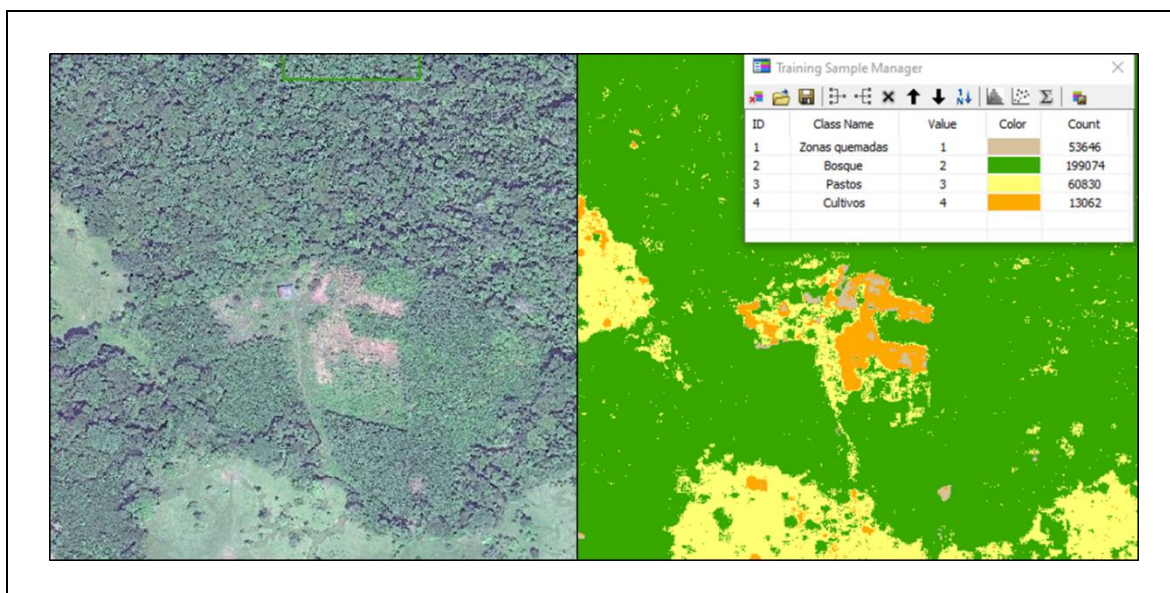 Training Sample Manager
ID Class Name Value Color Count
1 Zonas quemadas 1 53646
2 Bosque 2 199074
3 Pastos 3 60830
4 Cultivos 4 13062